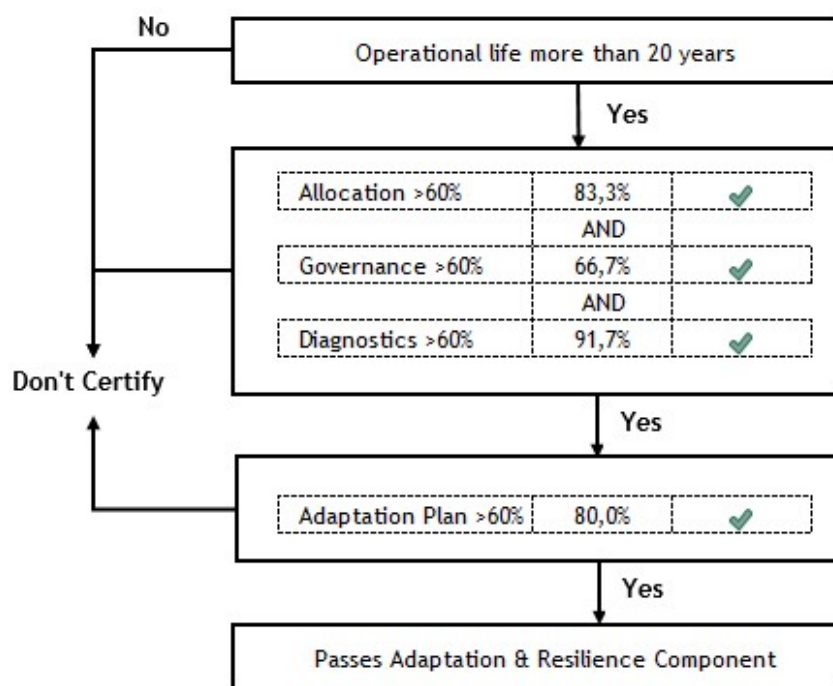 No
Operational life more than 20 years
Yes
Allocation >60% 83,3%
AND
Governance >60% 66,7%
AND
Diagnostics >60% 91,7%
Don't Certify
Yes
Adaptation Plan >60% 80,0%
Yes
Passes Adaptation & Resilience Component